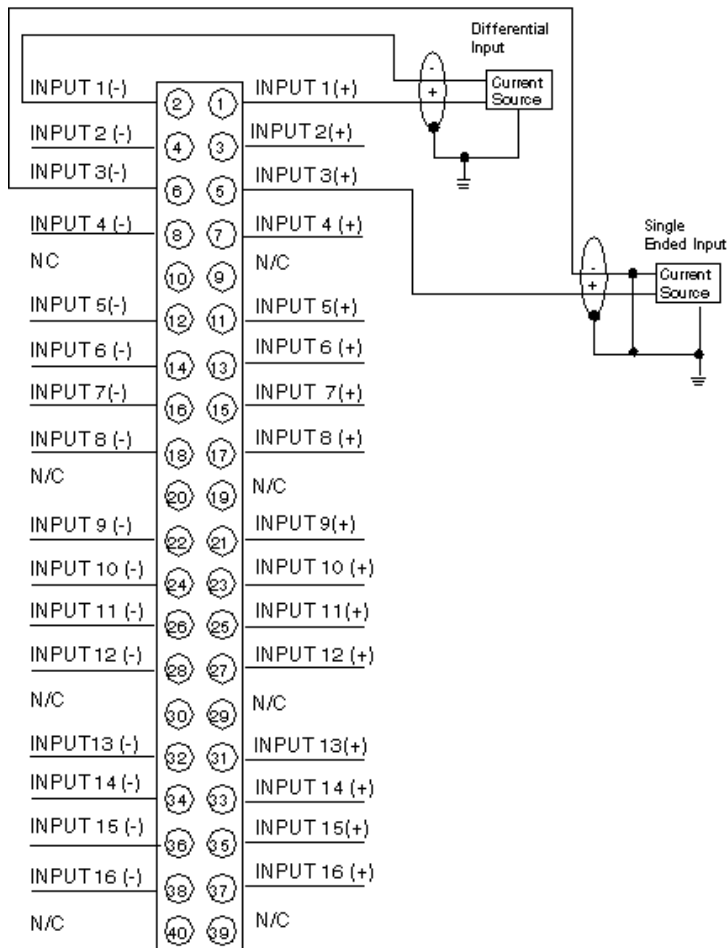 Differential
Input
INPUT 1(-) 2 1 INPUT 1(+) - + Current
Source
INPUT 2 (-) 4 3 INPUT 2(+)
INPUT 3(-) 6 5 INPUT 3(+)
INPUT 4 (-) 8 7 INPUT 4 (+)
Single
Ended Input
NC 10 9 N/C - + Current
Source
INPUT 5(-) 12 11 INPUT 5(+)
INPUT 6 (-) 14 13 INPUT 6 (+)
INPUT 7(-) 16 15 INPUT 7(+)
INPUT 8 (-) 18 17 INPUT 8 (+)
N/C 20 19 N/C
INPUT 9 (-) 22 21 INPUT 9(+)
INPUT 10 (-) 24 23 INPUT 10 (+)
INPUT 11 (-) 26 25 INPUT 11(+)
INPUT 12 (-) 28 27 INPUT 12 (+)
N/C 30 29 N/C
INPUT13 (-) 32 31 INPUT 13(+)
INPUT 14 (-) 34 33 INPUT 14 (+)
INPUT 15 (-) 36 35 INPUT 15(+)
INPUT 16 (-) 38 37 INPUT 16 (+)
N/C 40 39 N/C